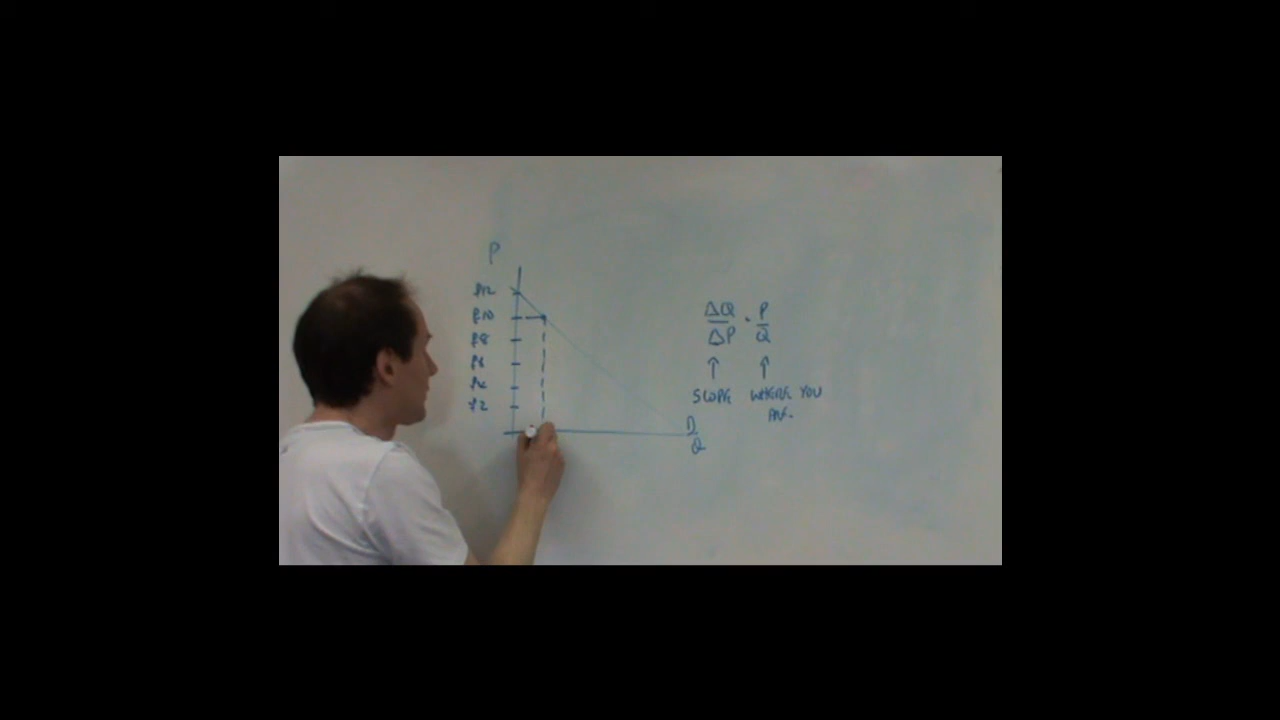 P
£12
£10
£8
£6
£4
£2
D
Q
ΔQ . P
ΔP Q
↑ ↑
SLOPE WHERE YOU
ARE.